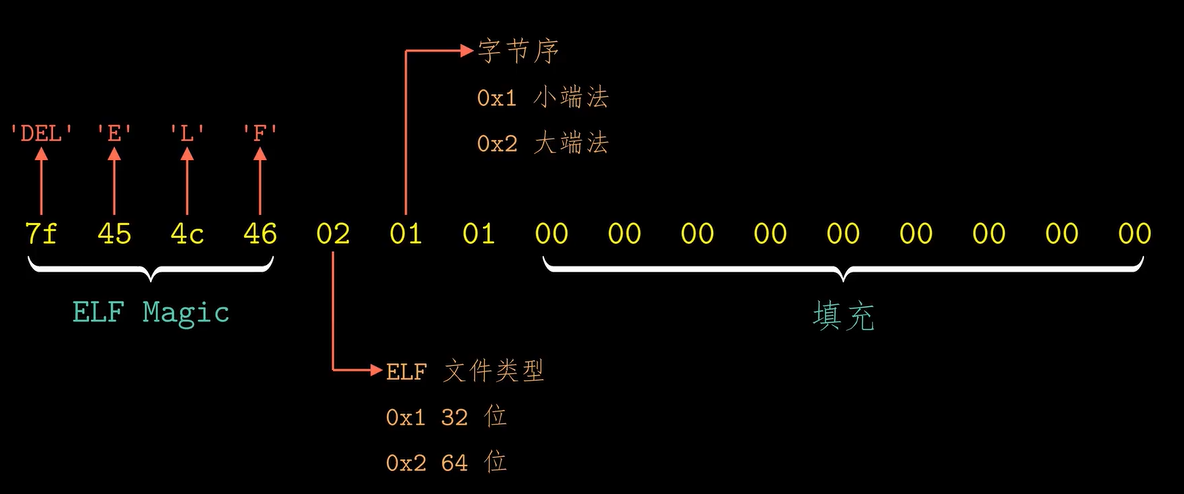 字节序
0x1 小端法
0x2 大端法
'DEL' 'E' 'L' 'F'
7f 45 4c 46 02 01 01 00 00 00 00 00 00 00 00 00
ELF Magic
填充
ELF 文件类型
0x1 32 位
0x2 64 位